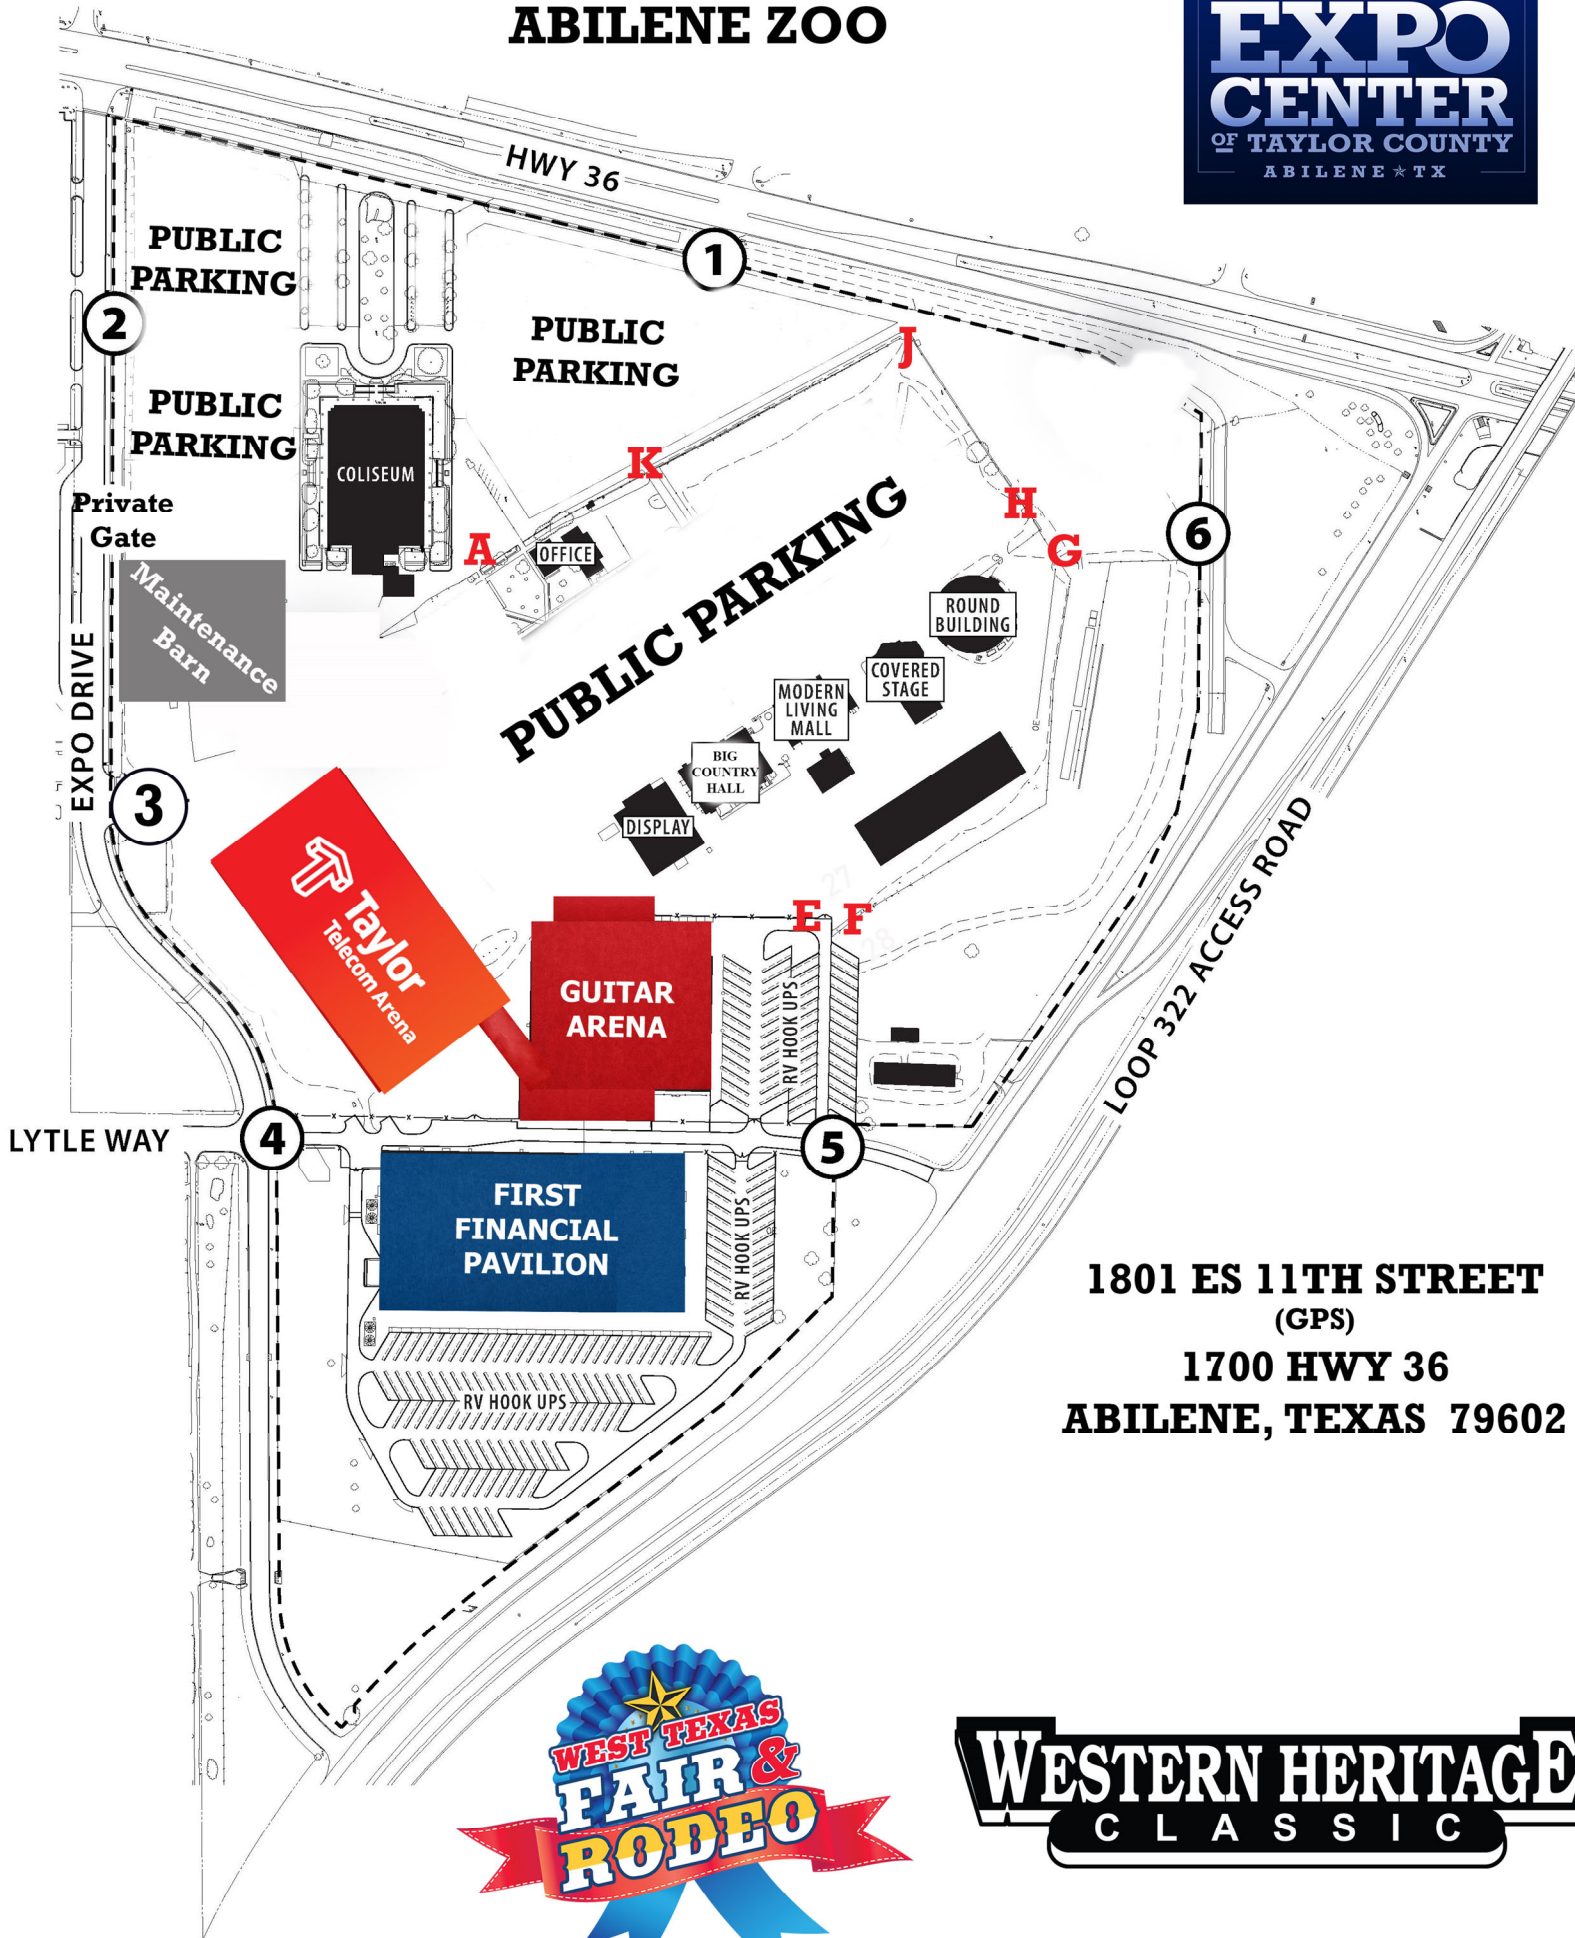 ABILENE ZOO
EXPO
CENTER
OF TAYLOR COUNTY
ABILENE ★ TX
HWY 36
1
PUBLIC
PARKING
2
PUBLIC
PARKING
J
PUBLIC
PARKING
COLISEUM
K
Private
Gate
H
A
OFFICE
G
6
PUBLIC PARKING
Maintenance
Barn
ROUND
BUILDING
COVERED
STAGE
MODERN
LIVING
MALL
EXPO DRIVE
BIG
COUNTRY
HALL
3
DISPLAY
27
E
F
28
Taylor
Telecom Arena
GUITAR
ARENA
RV HOOK UPS
LOOP 322 ACCESS ROAD
LYTLE WAY
4
5
FIRST
FINANCIAL
PAVILION
RV HOOK UPS
RV HOOK UPS
1801 ES 11TH STREET
(GPS)
1700 HWY 36
ABILENE, TEXAS 79602
WEST TEXAS
FAIR &
RODEO
WESTERN HERITAGE
CLASSIC